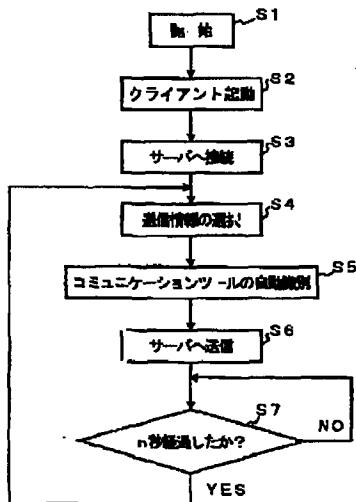 S1
開始
S2
クライアント起動
S3
サーバへ接続
S4
送信情報の選択
S5
コミュニケーションツールの自動識別
S6
サーバへ送信
S7
n秒経過したか?
NO
YES